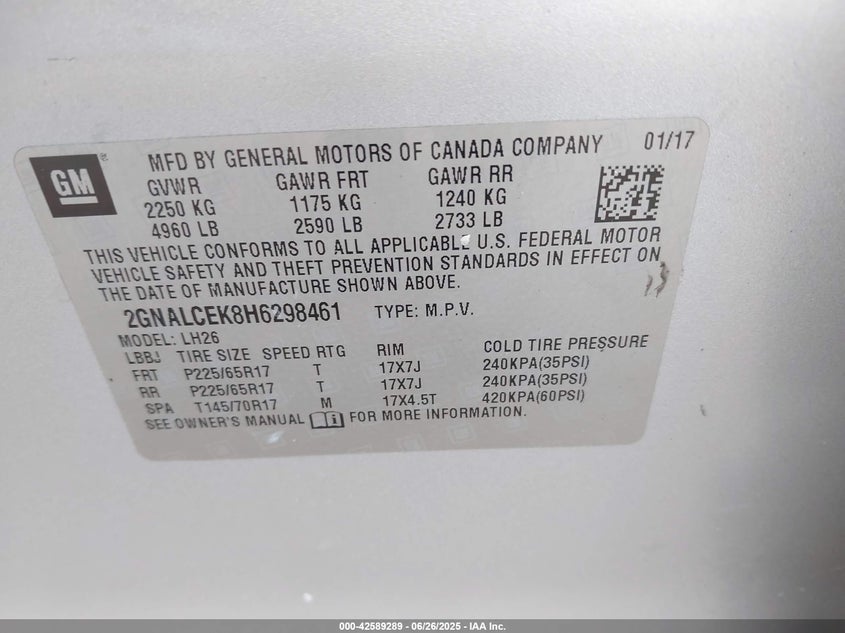 GM
®
MFD BY GENERAL MOTORS OF CANADA COMPANY 01/17
GVWR GAWR FRT GAWR RR
2250 KG 1175 KG 1240 KG
4960 LB 2590 LB 2733 LB
THIS VEHICLE CONFORMS TO ALL APPLICABLE U.S. FEDERAL MOTOR
VEHICLE SAFETY AND THEFT PREVENTION STANDARDS IN EFFECT ON
THE DATE OF MANUFACTURE SHOWN ABOVE.
2GNALCEK8H6298461 TYPE: M.P.V.
MODEL: LH26
LBBJ TIRE SIZE SPEED RTG RIM COLD TIRE PRESSURE
FRT P225/65R17 T 17X7J 240KPA(35PSI)
RR P225/65R17 T 17X7J 240KPA(35PSI)
SPA T145/70R17 M 17X4.5T 420KPA(60PSI)
SEE OWNER'S MANUAL FOR MORE INFORMATION.
000-42589289 - 06/26/2025 - IAA Inc.